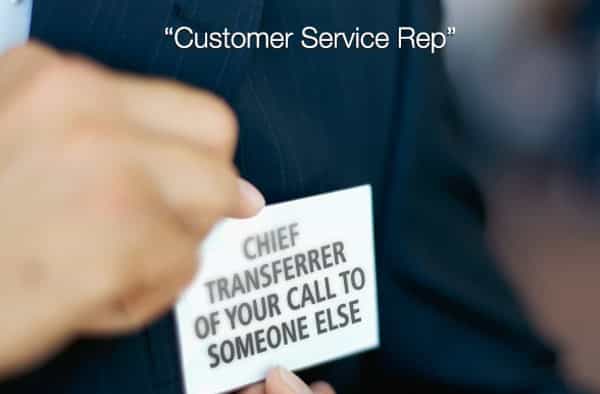 “Customer Service Rep”
CHIEF
TRANSFERRER
OF YOUR CALL TO
SOMEONE ELSE